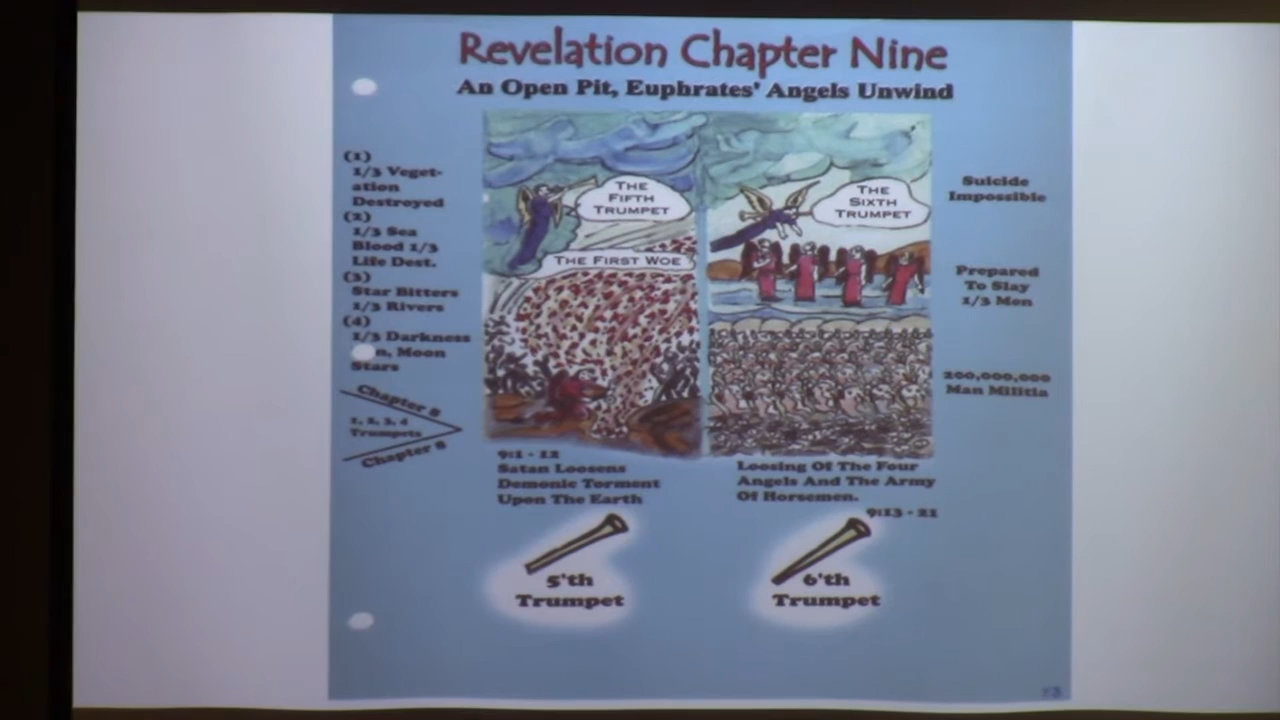 Revelation Chapter Nine
An Open Pit, Euphrates' Angels Unwind
(1)
1/3 Veget-
ation
Destroyed
(2)
1/3 Sea
Blood 1/3
Life Dest.
(3)
Star Bitters
1/3 Rivers
(4)
1/3 Darkness
n, Moon
Stars
Chapter 8
1, 2, 3, 4
Trumpets
Chapter 8
THE
FIFTH
TRUMPET
THE FIRST WOE
THE
SIXTH
TRUMPET
Suicide
Impossible
Prepared
To Slay
1/3 Men
200,000,000
Man Militia
9:1 - 12
Satan Loosens
Demonic Torment
Upon The Earth
Loosing Of The Four
Angels And The Army
Of Horsemen.
9:13 - 21
5'th
Trumpet
6'th
Trumpet